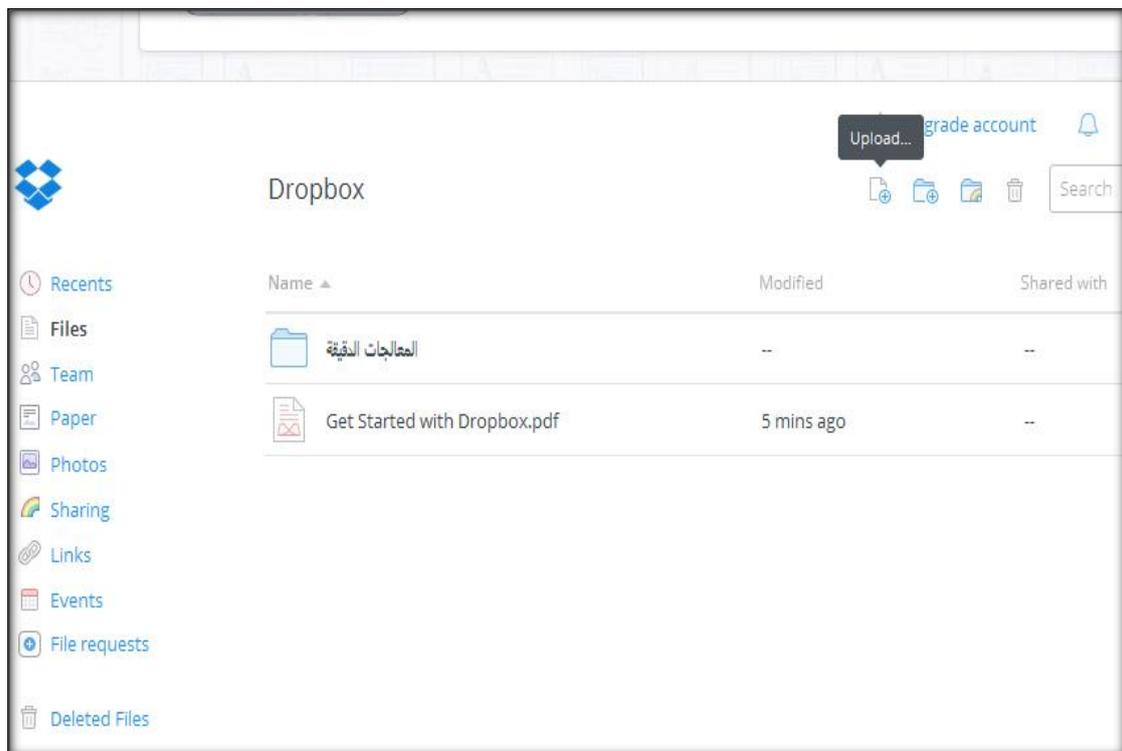 grade account
Upload...
Dropbox
Search
Name Modified Shared with
المعالجات الدقيقة -- --
Get Started with Dropbox.pdf 5 mins ago --
Recents
Files
Team
Paper
Photos
Sharing
Links
Events
File requests
Deleted Files